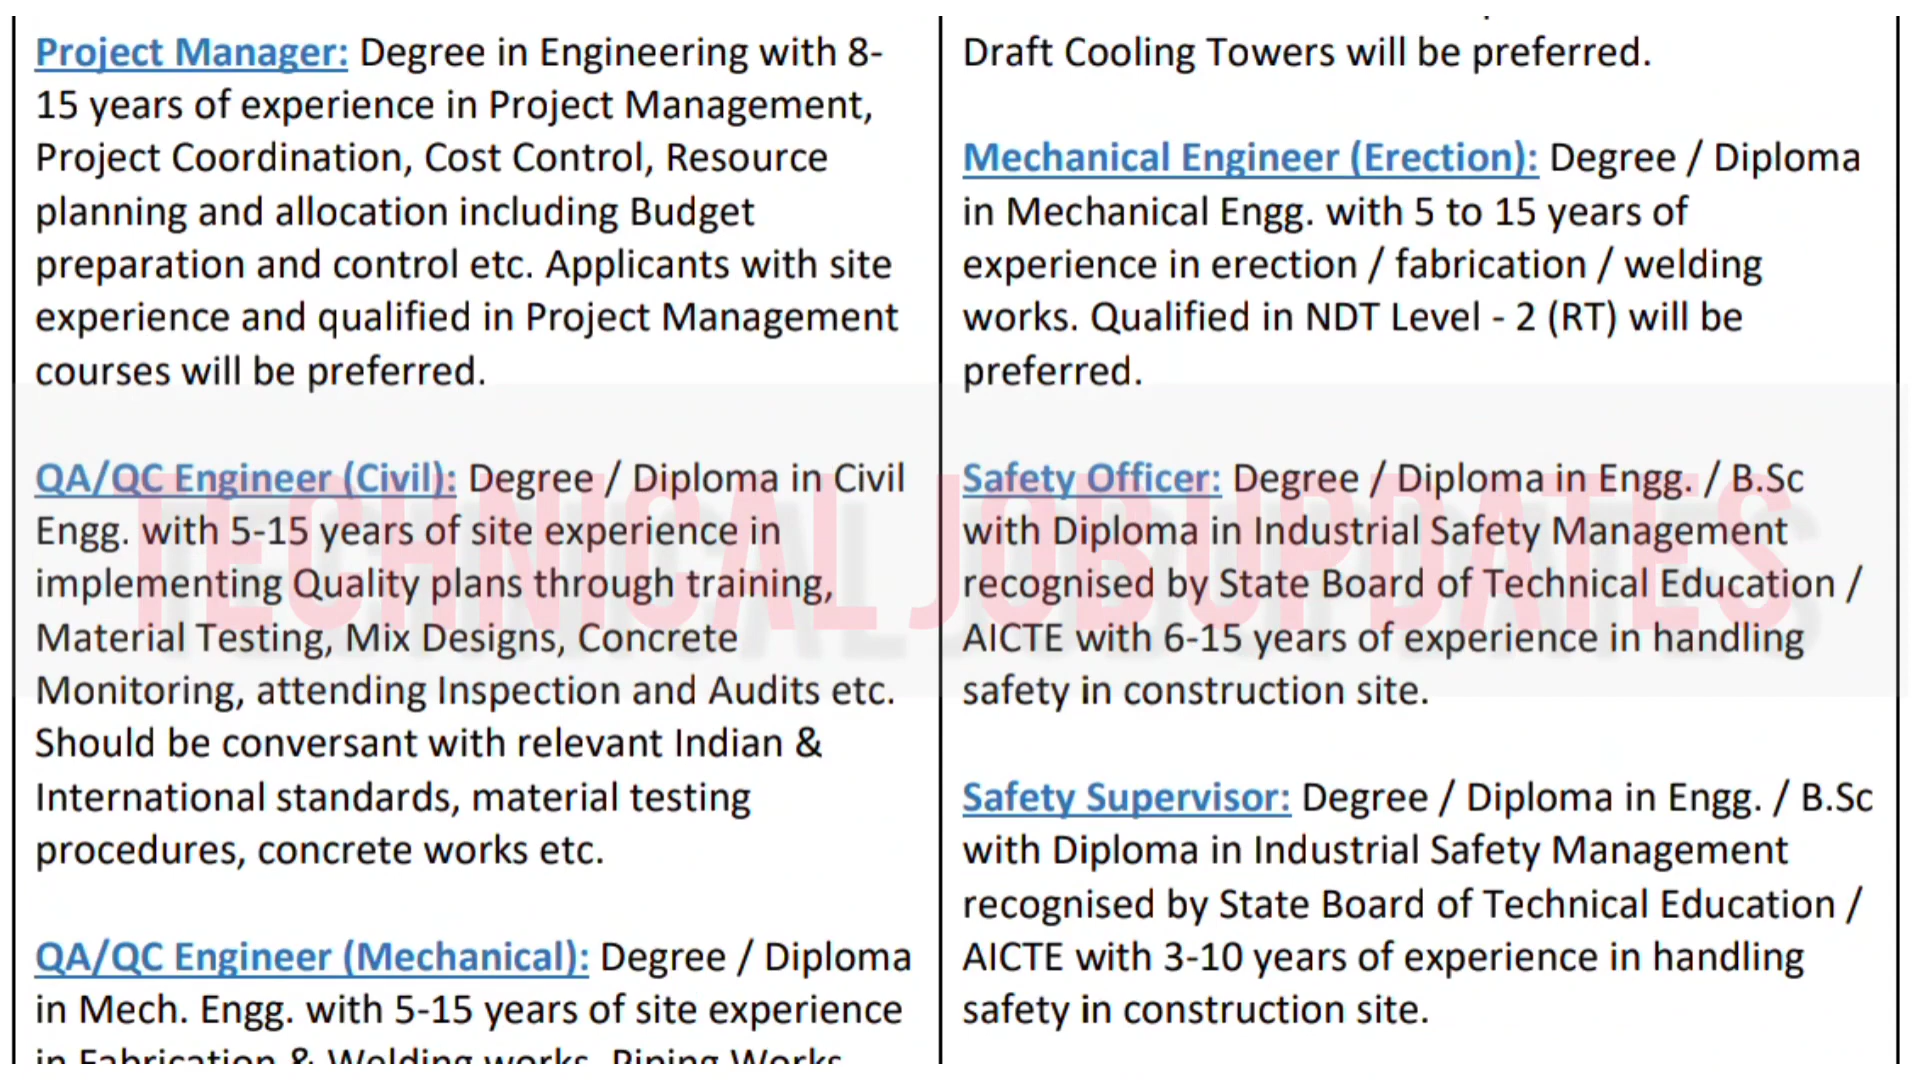 Project Manager: Degree in Engineering with 8-
15 years of experience in Project Management,
Project Coordination, Cost Control, Resource
planning and allocation including Budget
preparation and control etc. Applicants with site
experience and qualified in Project Management
courses will be preferred.
QA/QC Engineer (Civil): Degree / Diploma in Civil
Engg. with 5-15 years of site experience in
implementing Quality plans through training,
Material Testing, Mix Designs, Concrete
Monitoring, attending Inspection and Audits etc.
Should be conversant with relevant Indian &
International standards, material testing
procedures, concrete works etc.
QA/QC Engineer (Mechanical): Degree / Diploma
in Mech. Engg. with 5-15 years of site experience
in Fabrication & Welding works, Piping Works
Draft Cooling Towers will be preferred.
Mechanical Engineer (Erection): Degree / Diploma
in Mechanical Engg. with 5 to 15 years of
experience in erection / fabrication / welding
works. Qualified in NDT Level - 2 (RT) will be
preferred.
Safety Officer: Degree / Diploma in Engg. / B.Sc
with Diploma in Industrial Safety Management
recognised by State Board of Technical Education /
AICTE with 6-15 years of experience in handling
safety in construction site.
Safety Supervisor: Degree / Diploma in Engg. / B.Sc
with Diploma in Industrial Safety Management
recognised by State Board of Technical Education /
AICTE with 3-10 years of experience in handling
safety in construction site.
TECHNICAL JOBUPDATES